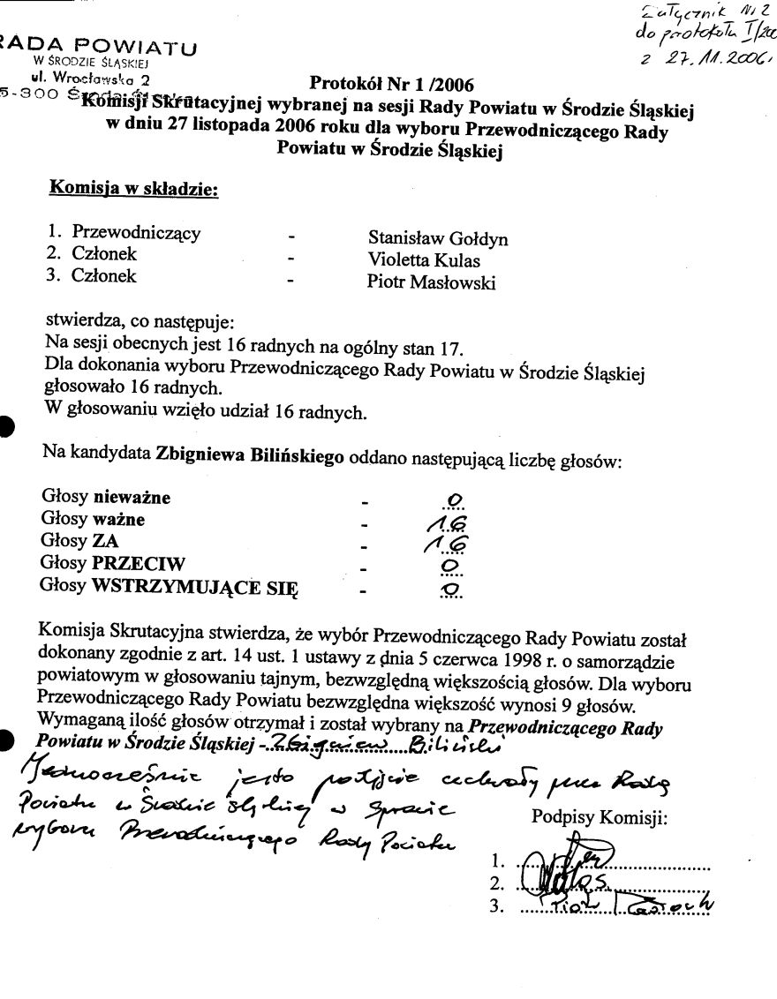 Załącznik Nr 2
do protokołu I/200
z 27.11.2006r
RADA POWIATU
W ŚRODZIE ŚLĄSKIEJ
ul. Wrocławska 2
5-300 Środa
Protokół Nr 1 /2006
Komisji Skrutacyjnej wybranej na sesji Rady Powiatu w Środzie Śląskiej
w dniu 27 listopada 2006 roku dla wyboru Przewodniczącego Rady
Powiatu w Środzie Śląskiej
Komisja w składzie:
1. Przewodniczący - Stanisław Gołdyn
2. Członek - Violetta Kulas
3. Członek - Piotr Masłowski
stwierdza, co następuje:
Na sesji obecnych jest 16 radnych na ogólny stan 17.
Dla dokonania wyboru Przewodniczącego Rady Powiatu w Środzie Śląskiej
głosowało 16 radnych.
W głosowaniu wzięło udział 16 radnych.
Na kandydata Zbigniewa Bilińskiego oddano następującą liczbę głosów:
Głosy nieważne - 0
Głosy ważne - 16
Głosy ZA - 16
Głosy PRZECIW - 0
Głosy WSTRZYMUJĄCE SIĘ - 0
Komisja Skrutacyjna stwierdza, że wybór Przewodniczącego Rady Powiatu został
dokonany zgodnie z art. 14 ust. 1 ustawy z dnia 5 czerwca 1998 r. o samorządzie
powiatowym w głosowaniu tajnym, bezwzględną większością głosów. Dla wyboru
Przewodniczącego Rady Powiatu bezwzględna większość wynosi 9 głosów.
Wymaganą ilość głosów otrzymał i został wybrany na Przewodniczącego Rady
Powiatu w Środzie Śląskiej - Zbigniew Biliński
Jednocześnie jest to podjęcie uchwały przez Radę
Powiatu w Środzie Śląskiej w sprawie
wyboru Przewodniczącego Rady Powiatu
Podpisy Komisji:
1.
2.
3. Piotr